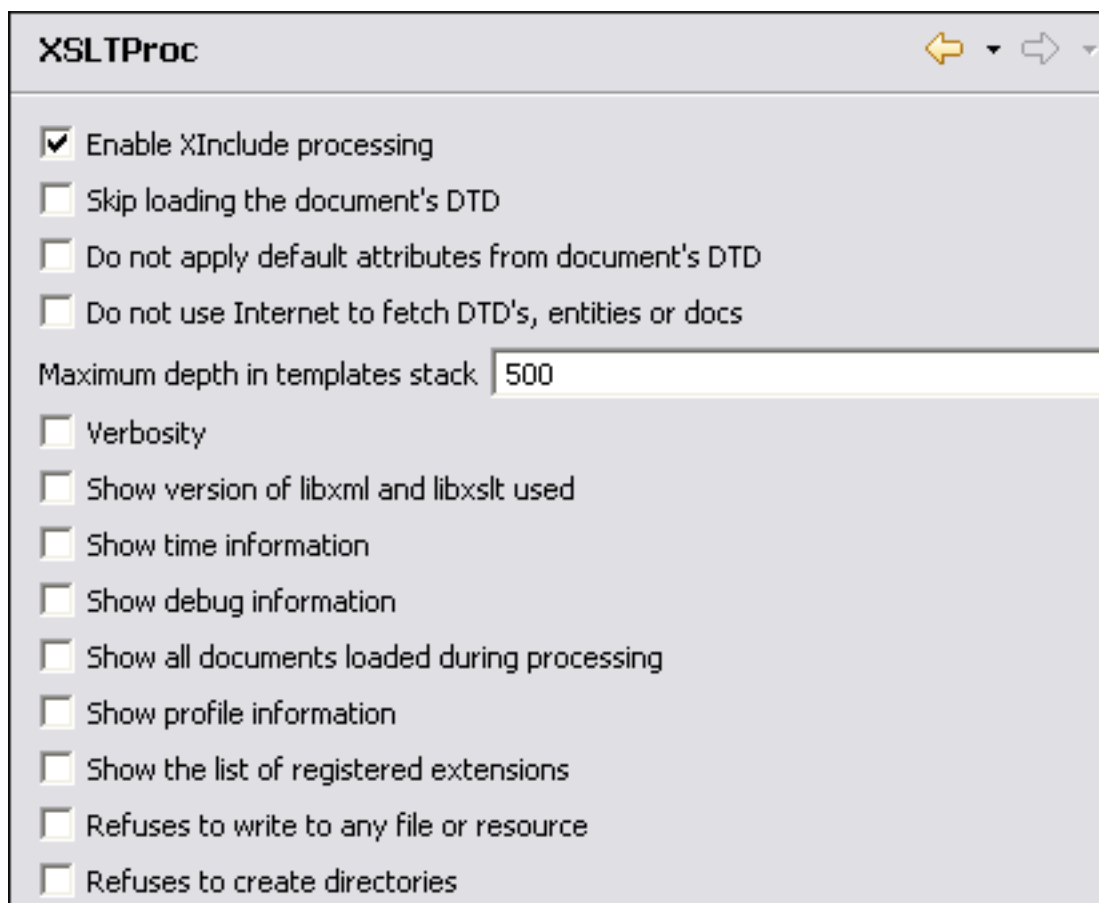 XSLTProc
Enable XInclude processing
Skip loading the document's DTD
Do not apply default attributes from document's DTD
Do not use Internet to fetch DTD's, entities or docs
Maximum depth in templates stack 500
Verbosity
Show version of libxml and libxslt used
Show time information
Show debug information
Show all documents loaded during processing
Show profile information
Show the list of registered extensions
Refuses to write to any file or resource
Refuses to create directories